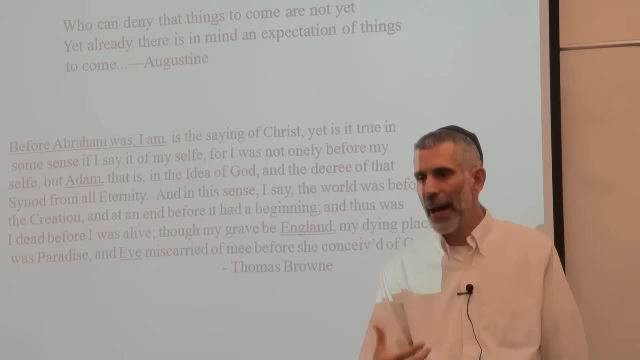 Who can deny that things to come are not yet
Yet already there is in mind an expectation of things
to come...—Augustine
Before Abraham was, I am, is the saying of Christ, yet is it true in
some sense if I say it of my selfe, for I was not onely before my
selfe, but Adam, that is, in the Idea of God, and the decree of that
Synod from all Eternity. And in this sense, I say, the world was
the Creation, and at an end before it had a beginning; and thus was
I dead before I was alive; though my grave be England, my dying
was Paradise, and Eve miscarried of mee before she conceiv'd of
- Thomas Browne